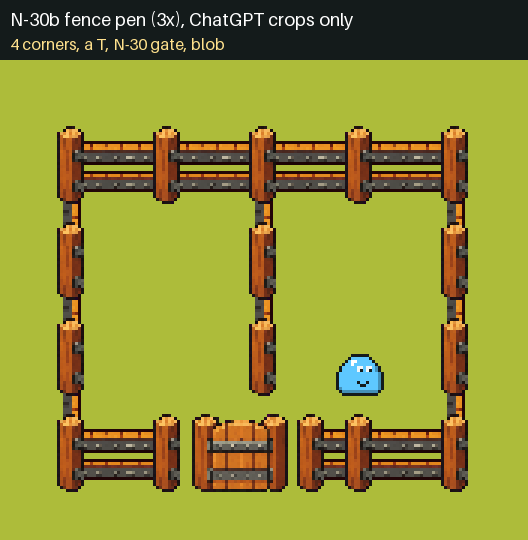 N-30b fence pen (3x), ChatGPT crops only
4 corners, a T, N-30 gate, blob